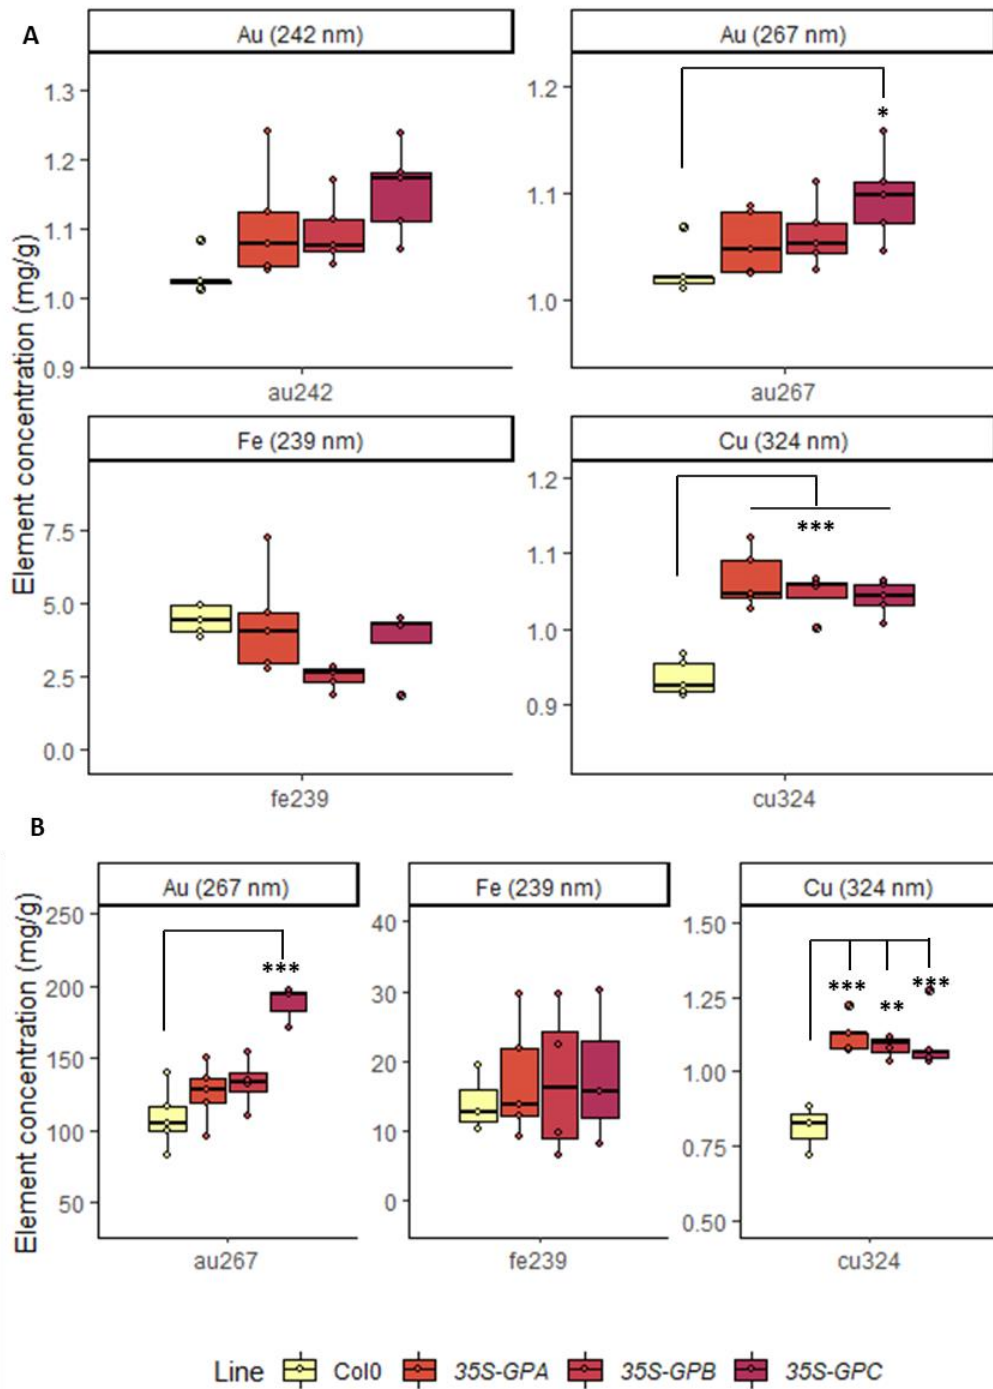 A
Au (242 nm)
Au (267 nm)
Element concentration (mg/g)
1.3
1.2
1.1
1.0
0.9
au242
1.2
1.1
1.0
*
au267
Fe (239 nm)
Cu (324 nm)
7.5
5.0
2.5
0.0
fe239
1.2
1.1
1.0
0.9
***
cu324
B
Au (267 nm)
Fe (239 nm)
Cu (324 nm)
Element concentration (mg/g)
250
200
150
100
50
***
au267
40
30
20
10
0
fe239
1.50
1.25
1.00
0.75
0.50
*** ** ***
cu324
Line Col0 35S-GPA 35S-GPB 35S-GPC